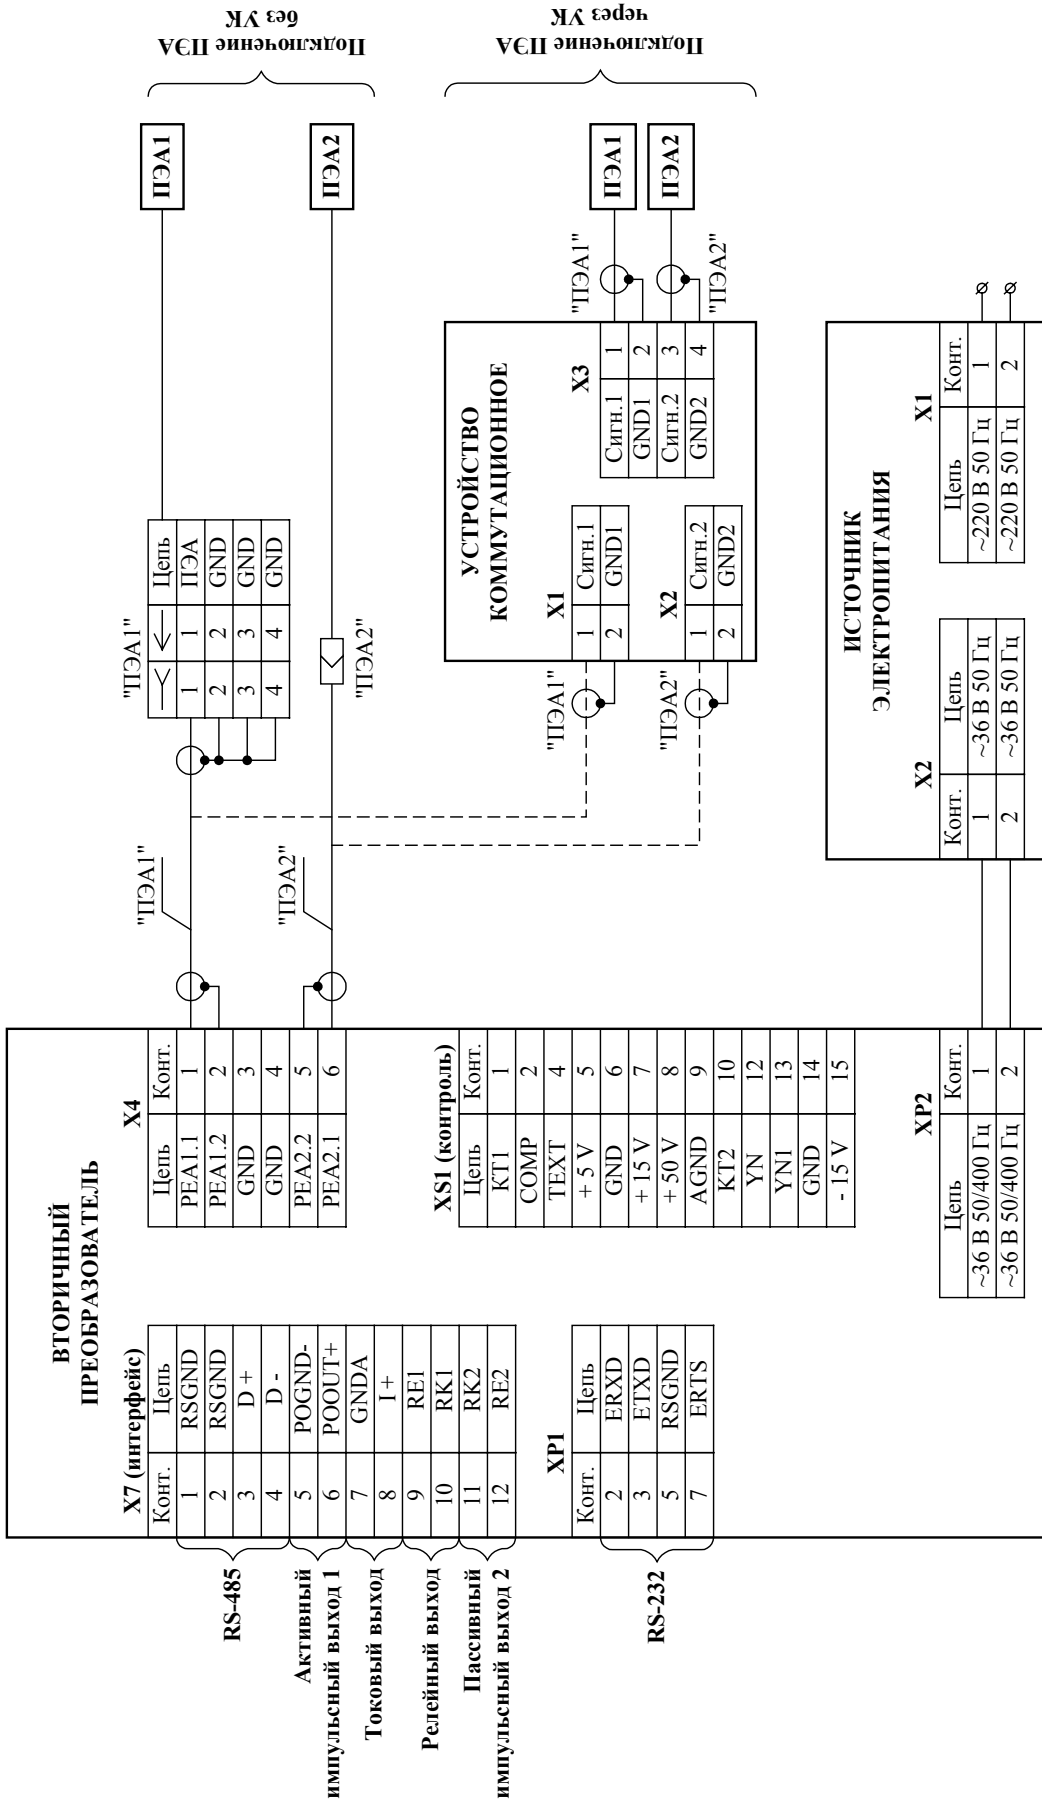 ВТОРИЧНЫЙ
ПРЕОБРАЗОВАТЕЛЬ
X7 (интерфейс)
Конт. Цепь
1 RSGND
2 RSGND
3 D +
4 D -
5 POGND-
6 POOUT+
7 GNDA
8 I +
9 RE1
10 RK1
11 RK2
12 RE2
RS-485
Активный
импульсный выход 1
Токовый выход
Релейный выход
Пассивный
импульсный выход 2
XP1
Конт. Цепь
2 ERXD
3 ETXD
5 RSGND
7 ERTS
RS-232
X4
Цепь Конт.
PEA1.1 1
PEA1.2 2
GND 3
GND 4
PEA2.2 5
PEA2.1 6
XS1 (контроль)
Цепь Конт.
KT1 1
COMP 2
TEXT 4
+ 5 V 5
GND 6
+ 15 V 7
+ 50 V 8
AGND 9
KT2 10
YN 12
YN1 13
GND 14
- 15 V 15
XP2
Цепь Конт.
~36 В 50/400 Гц 1
~36 В 50/400 Гц 2
"ПЭА1"
"ПЭА2"
"ПЭА1"
Цепь
1 1 ПЭА
2 2 GND
3 3 GND
4 4 GND
"ПЭА2"
ПЭА1
ПЭА2
Подключение ПЭА
без УК
УСТРОЙСТВО
КОММУТАЦИОННОЕ
"ПЭА1"
X1
1 Сигн.1
2 GND1
"ПЭА2"
X2
1 Сигн.2
2 GND2
X3
Сигн.1 1
GND1 2
Сигн.2 3
GND2 4
"ПЭА1"
"ПЭА2"
ПЭА1
ПЭА2
Подключение ПЭА
через УК
ИСТОЧНИК
ЭЛЕКТРОПИТАНИЯ
X2
Конт. Цепь
1 ~36 В 50 Гц
2 ~36 В 50 Гц
X1
Цепь Конт.
~220 В 50 Гц 1
~220 В 50 Гц 2